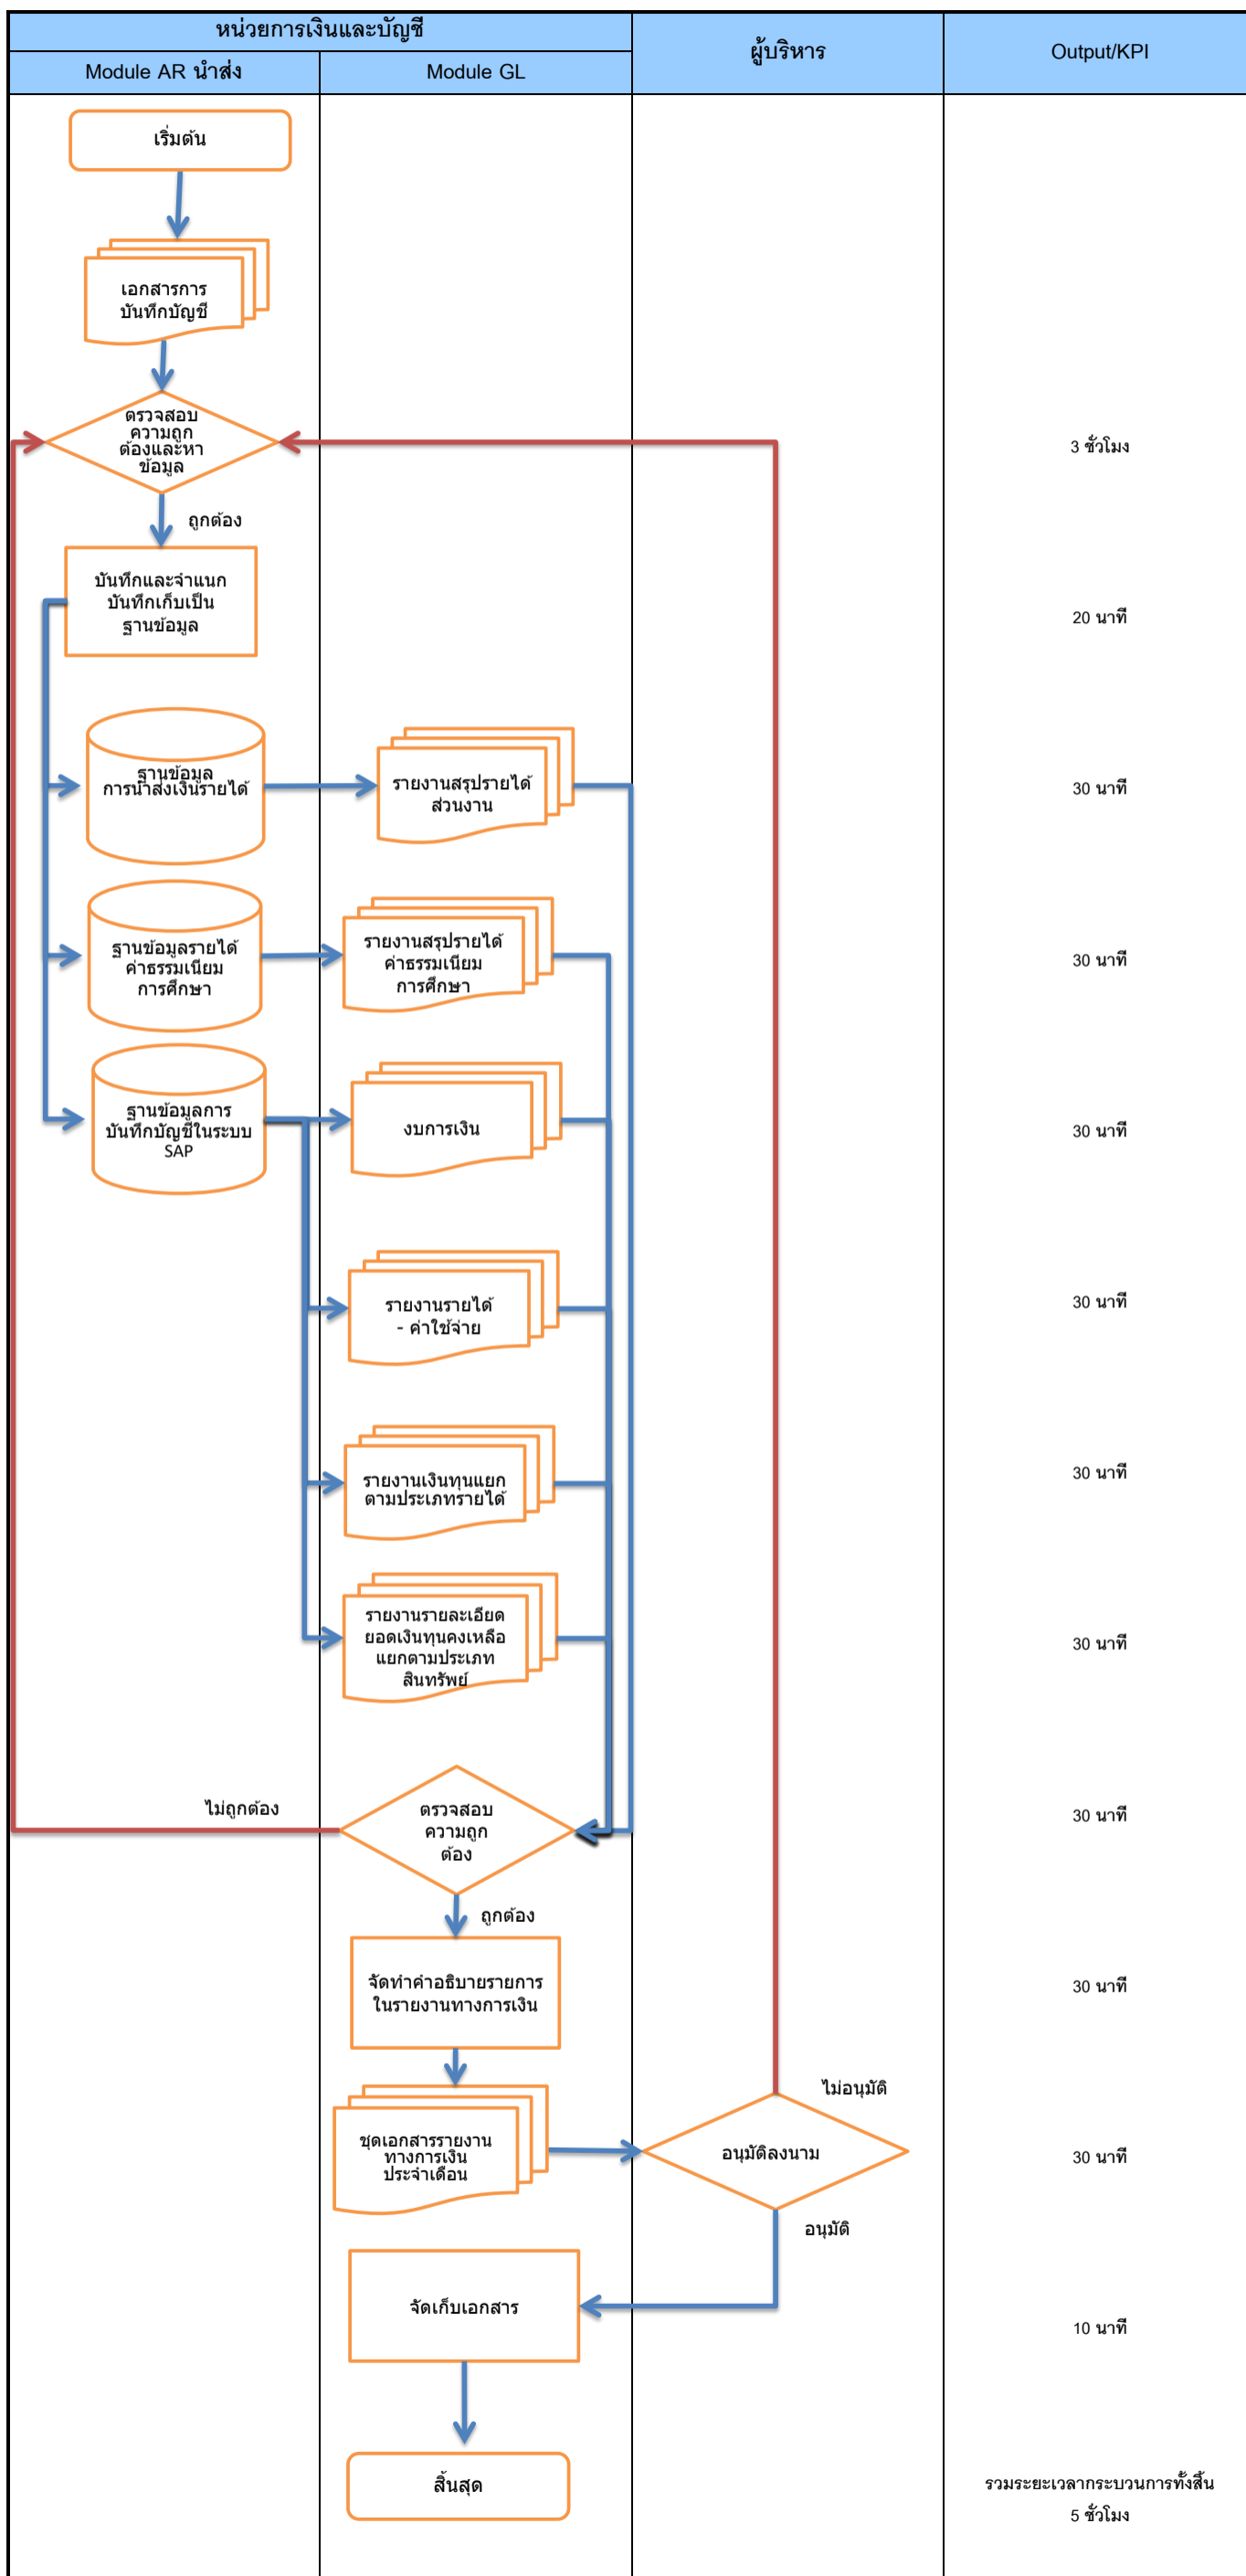 หน่วยการเงินและบัญชี
ผู้บริหาร
Output/KPI
Module AR นำส่ง
Module GL
เริ่มต้น
เอกสารการ
บันทึกบัญชี
ตรวจสอบ
ความถูก
ต้องและหา
ข้อมูล
3 ชั่วโมง
ถูกต้อง
บันทึกและจำแนก
บันทึกเก็บเป็น
ฐานข้อมูล
20 นาที
ฐานข้อมูล
การนำส่งเงินรายได้
รายงานสรุปรายได้
ส่วนงาน
30 นาที
ฐานข้อมูลรายได้
ค่าธรรมเนียม
การศึกษา
รายงานสรุปรายได้
ค่าธรรมเนียม
การศึกษา
30 นาที
ฐานข้อมูลการ
บันทึกบัญชีในระบบ
SAP
งบการเงิน
30 นาที
รายงานรายได้
- ค่าใช้จ่าย
30 นาที
รายงานเงินทุนแยก
ตามประเภทรายได้
30 นาที
รายงานรายละเอียด
ยอดเงินทุนคงเหลือ
แยกตามประเภท
สินทรัพย์
30 นาที
ไม่ถูกต้อง
ตรวจสอบ
ความถูก
ต้อง
30 นาที
ถูกต้อง
จัดทำคำอธิบายรายการ
ในรายงานทางการเงิน
30 นาที
ไม่อนุมัติ
ชุดเอกสารรายงาน
ทางการเงิน
ประจำเดือน
อนุมัติลงนาม
30 นาที
อนุมัติ
จัดเก็บเอกสาร
10 นาที
สิ้นสุด
รวมระยะเวลากระบวนการทั้งสิ้น
5 ชั่วโมง